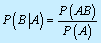 P(B|A) = P(AB) / P(A)